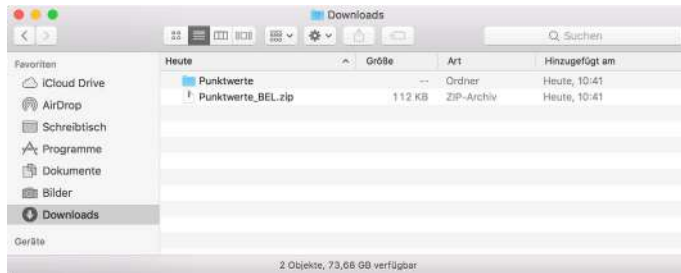 Downloads
Suchen
Favoriten
iCloud Drive
AirDrop
Schreibtisch
Programme
Dokumente
Bilder
Downloads
Geräte
Heute Größe Art Hinzugefügt am
Punktwerte -- Ordner Heute, 10:41
Punktwerte_BEL.zip 112 KB ZIP-Archiv Heute, 10:41
2 Objekte, 73,68 GB verfügbar